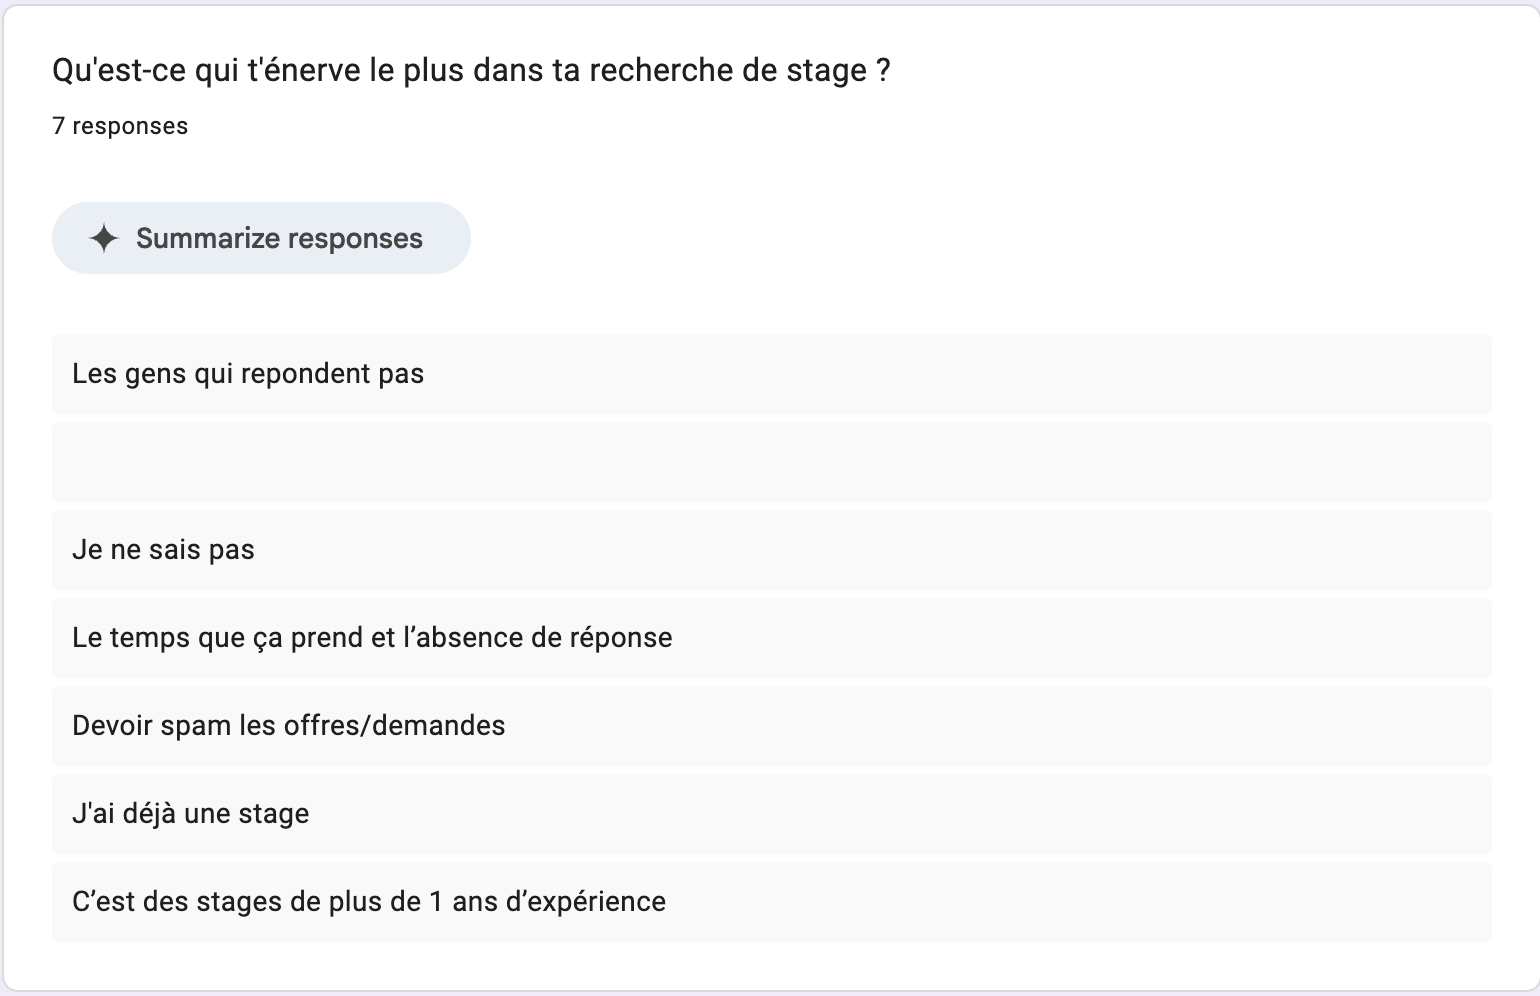 Qu'est-ce qui t'énerve le plus dans ta recherche de stage ?
7 responses
Summarize responses
Les gens qui repondent pas
Je ne sais pas
Le temps que ça prend et l’absence de réponse
Devoir spam les offres/demandes
J'ai déjà une stage
C’est des stages de plus de 1 ans d’expérience